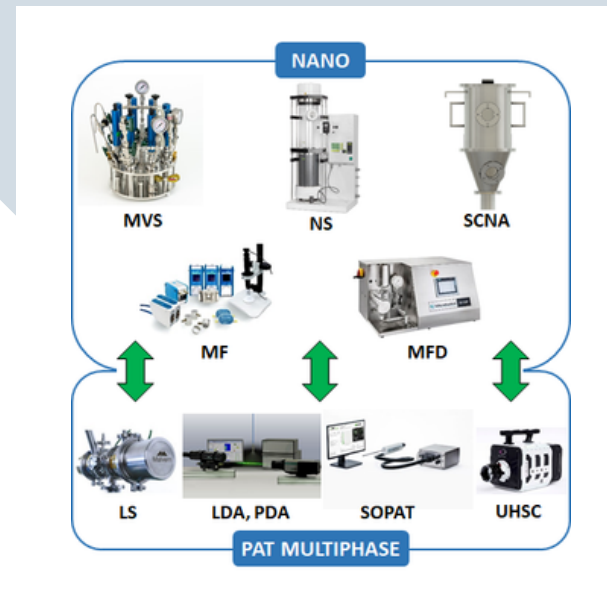 NANO
MVS
NS
SCNA
MF
MFD
LS
LDA, PDA
SOPAT
UHSC
PAT MULTIPHASE